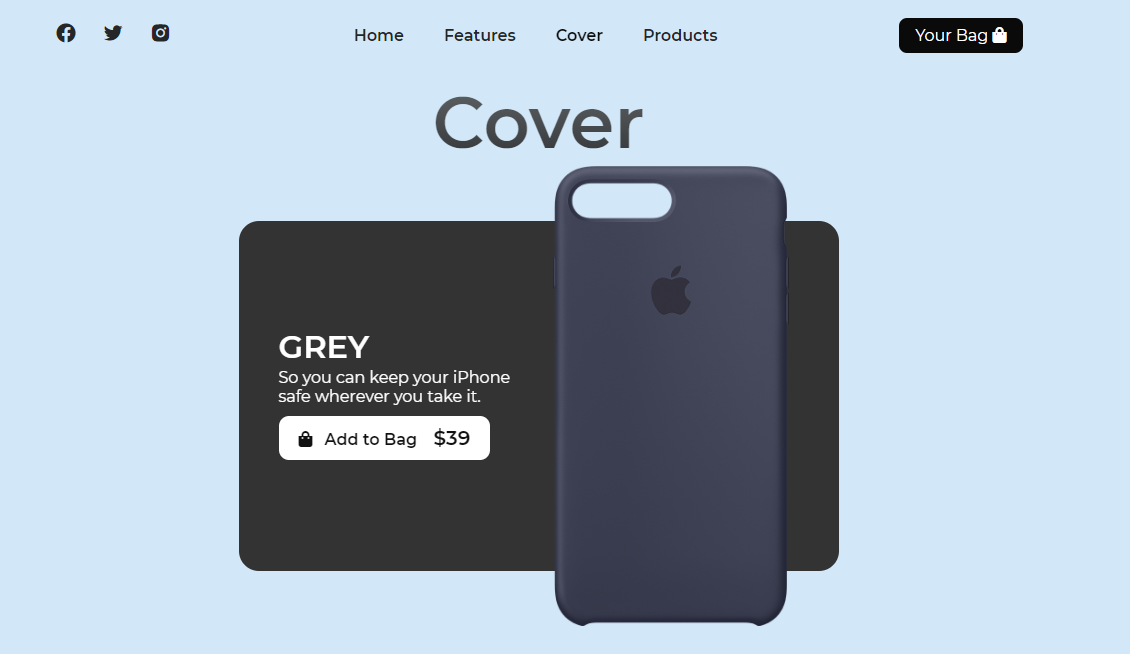 Home
Features
Cover
Products
Your Bag
Cover
GREY
So you can keep your iPhone
safe wherever you take it.
Add to Bag $39